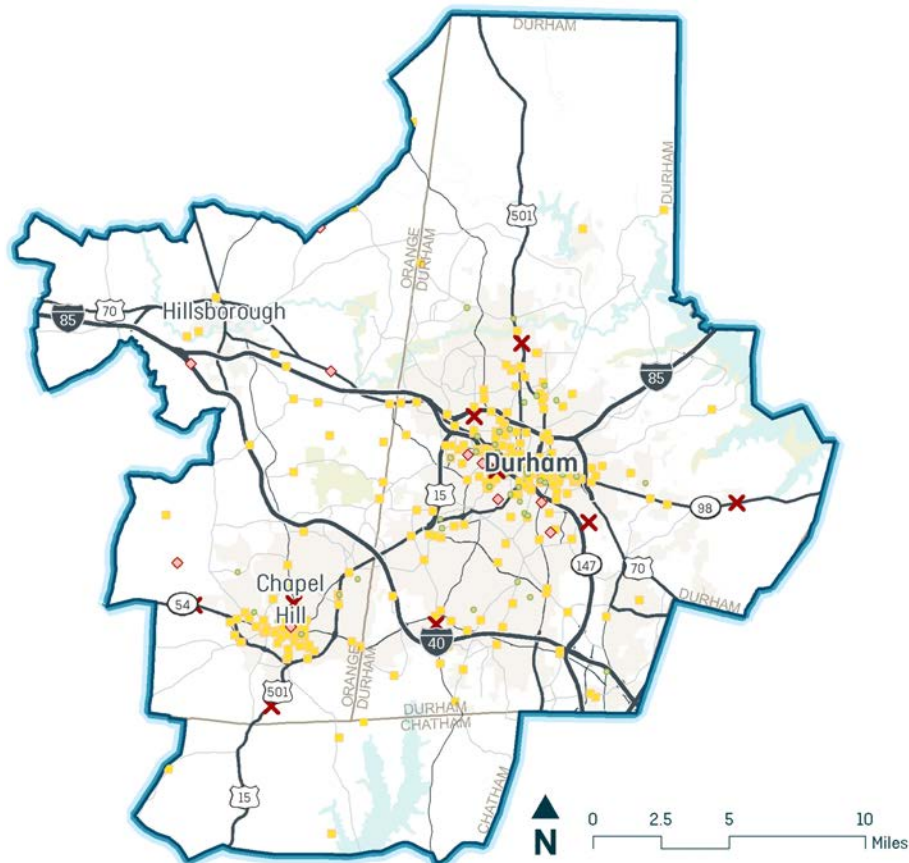 DURHAM
DURHAM
501
ORANGE
DURHAM
70
Hillsborough
85
85
Durham
15
98
147
70
Chapel
Hill
54
DURHAM
40
501
ORANGE
DURHAM
DURHAM
CHATHAM
15
CHATHAM
N
0 2.5 5 10
Miles